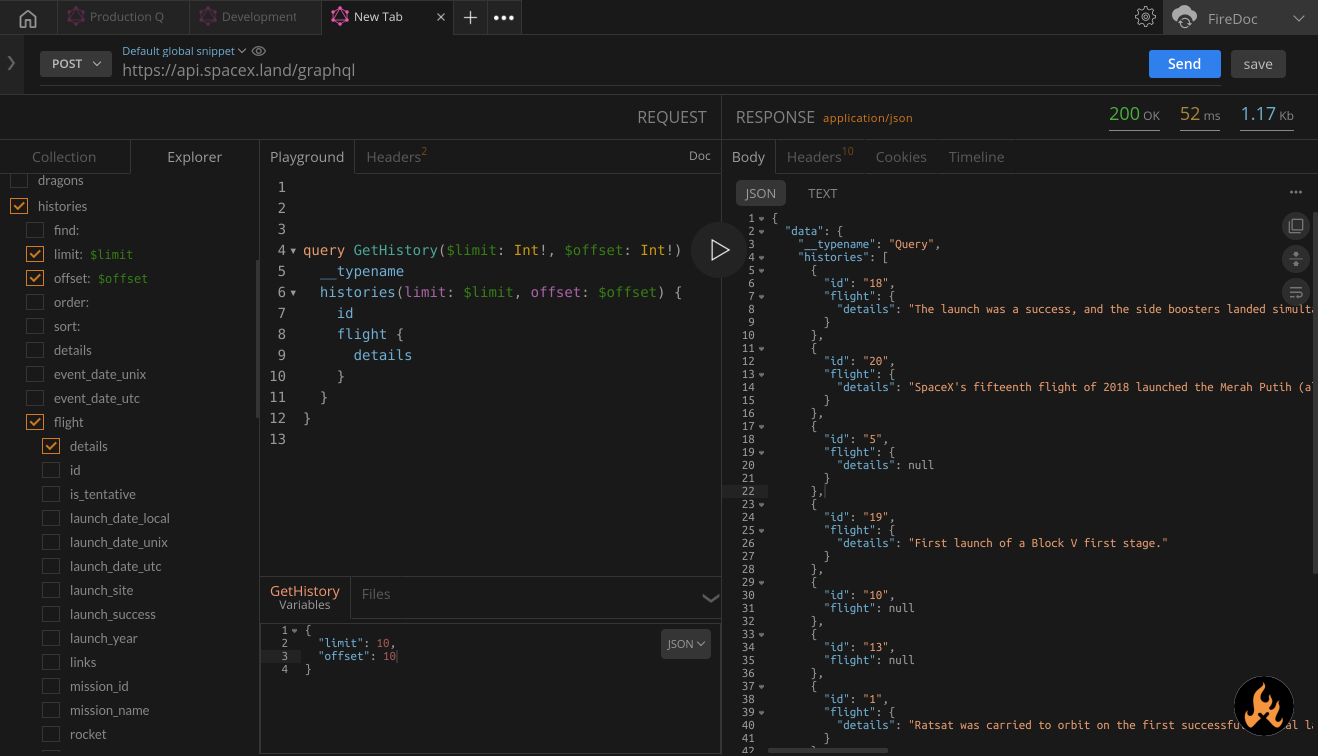 Production Q
Development
New Tab
FireDoc
POST
Default global snippet
https://api.spacex.land/graphql
Send
save
REQUEST
RESPONSE application/json
200 OK
52 ms
1.17 Kb
Collection
Explorer
dragons
histories
find:
limit: $limit
offset: $offset
order:
sort:
details
event_date_unix
event_date_utc
flight
details
id
is_tentative
launch_date_local
launch_date_unix
launch_date_utc
launch_site
launch_success
launch_year
links
mission_id
mission_name
rocket
Playground
Headers2
Doc
1
2
3
4 query GetHistory($limit: Int!, $offset: Int!)
5 __typename
6 histories(limit: $limit, offset: $offset) {
7 id
8 flight {
9 details
10 }
11 }
12 }
13
GetHistory
Variables
Files
JSON
1 {
2 "limit": 10,
3 "offset": 10
4 }
Body
Headers10
Cookies
Timeline
JSON
TEXT
1 {
2 "data": {
3 "__typename": "Query",
4 "histories": [
5 {
6 "id": "18",
7 "flight": {
8 "details": "The launch was a success, and the side boosters landed simulta
9 }
10 },
11 {
12 "id": "20",
13 "flight": {
14 "details": "SpaceX's fifteenth flight of 2018 launched the Merah Putih (al
15 }
16 },
17 {
18 "id": "5",
19 "flight": {
20 "details": null
21 }
22 },
23 {
24 "id": "19",
25 "flight": {
26 "details": "First launch of a Block V first stage."
27 }
28 },
29 {
30 "id": "10",
31 "flight": null
32 },
33 {
34 "id": "13",
35 "flight": null
36 },
37 {
38 "id": "1",
39 "flight": {
40 "details": "Ratsat was carried to orbit on the first successful
41 }
42